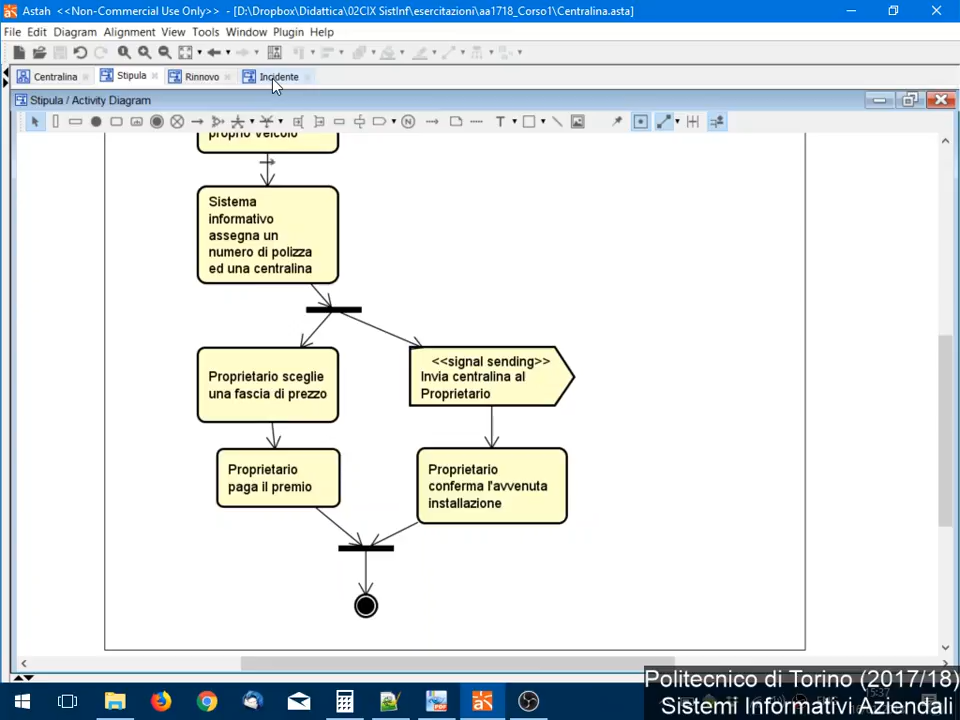 Astah <<Non-Commercial Use Only>> - [D:\Dropbox\Didattica\02CIX SistInf\esercitazioni\aa1718_Corso1\Centralina.asta]
File Edit Diagram Alignment View Tools Window Plugin Help
Centralina Stipula Rinnovo Incidente
Stipula / Activity Diagram
proprio veicolo
Sistema
informativo
assegna un
numero di polizza
ed una centralina
Proprietario sceglie
una fascia di prezzo
<<signal sending>>
Invia centralina al
Proprietario
Proprietario
paga il premio
Proprietario
conferma l'avvenuta
installazione
Politecnico di Torino (2017/18)
Sistemi Informativi Aziendali